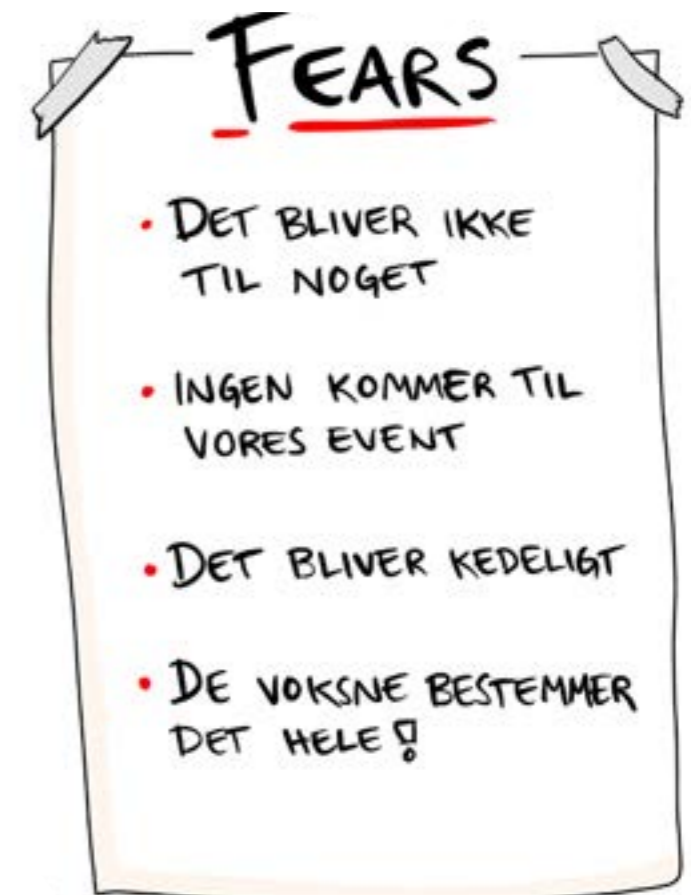 FEARS
• DET BLIVER IKKE
TIL NOGET
• INGEN KOMMER TIL
VORES EVENT
• DET BLIVER KEDELIGT
• DE VOKSNE BESTEMMER
DET HELE!